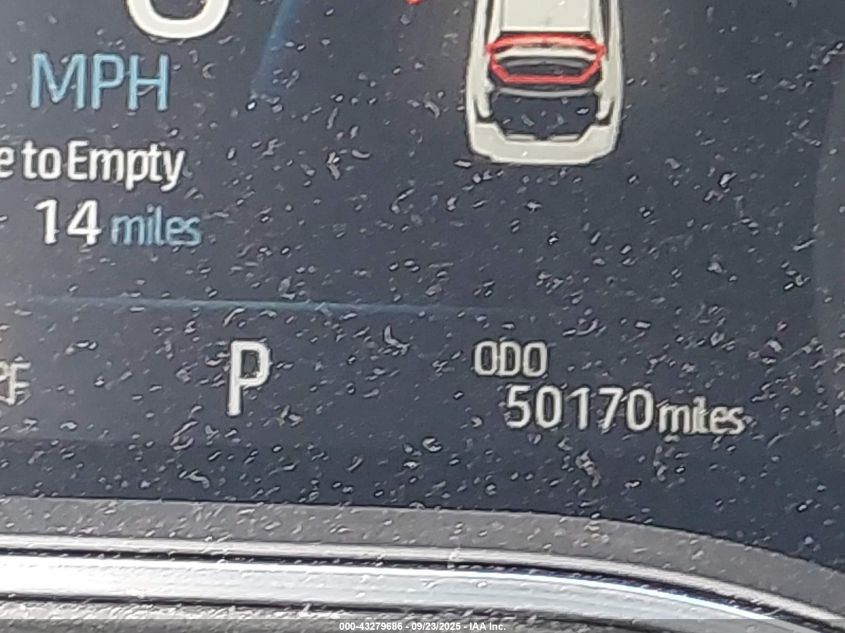 MPH
e to Empty
14 miles
P
ODO
50170 miles
000-43279686 - 09/23/2025 - IAA Inc.